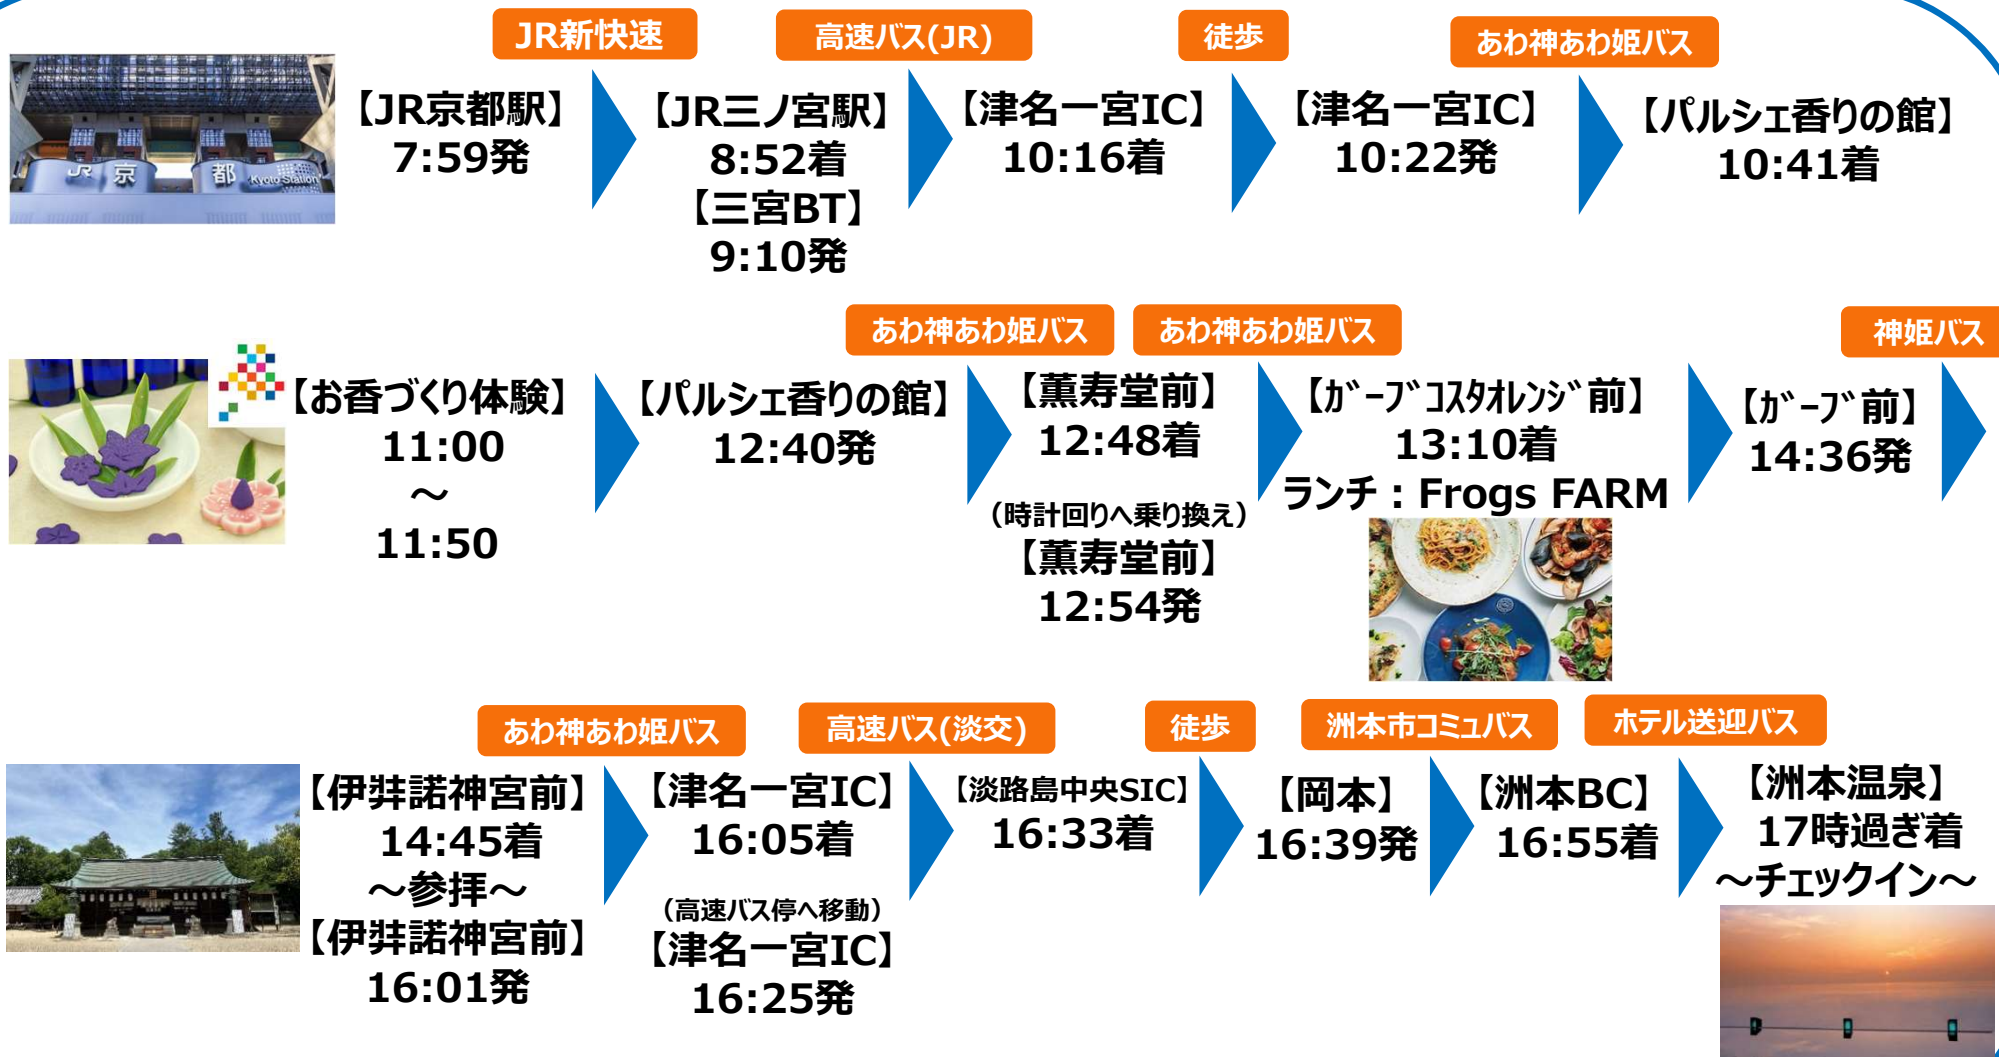 JR新快速
高速バス(JR)
徒歩
あわ神あわ姫バス
JR 京都 Kyoto Station
【JR京都駅】
7:59発
【JR三ノ宮駅】
8:52着
【三宮BT】
9:10発
【津名一宮IC】
10:16着
【津名一宮IC】
10:22発
【パルシェ香りの館】
10:41着
あわ神あわ姫バス
あわ神あわ姫バス
神姫バス
【お香づくり体験】
11:00
～
11:50
【パルシェ香りの館】
12:40発
【薫寿堂前】
12:48着
（時計回りへ乗り換え）
【薫寿堂前】
12:54発
【ｶﾞｰﾌﾞｺｽﾀｵﾚﾝｼﾞ前】
13:10着
ランチ：Frogs FARM
【ｶﾞｰﾌﾞ前】
14:36発
あわ神あわ姫バス
高速バス(淡交)
徒歩
洲本市コミュバス
ホテル送迎バス
【伊弉諾神宮前】
14:45着
～参拝～
【伊弉諾神宮前】
16:01発
【津名一宮IC】
16:05着
（高速バス停へ移動）
【津名一宮IC】
16:25発
【淡路島中央SIC】
16:33着
【岡本】
16:39発
【洲本BC】
16:55着
【洲本温泉】
17時過ぎ着
～チェックイン～